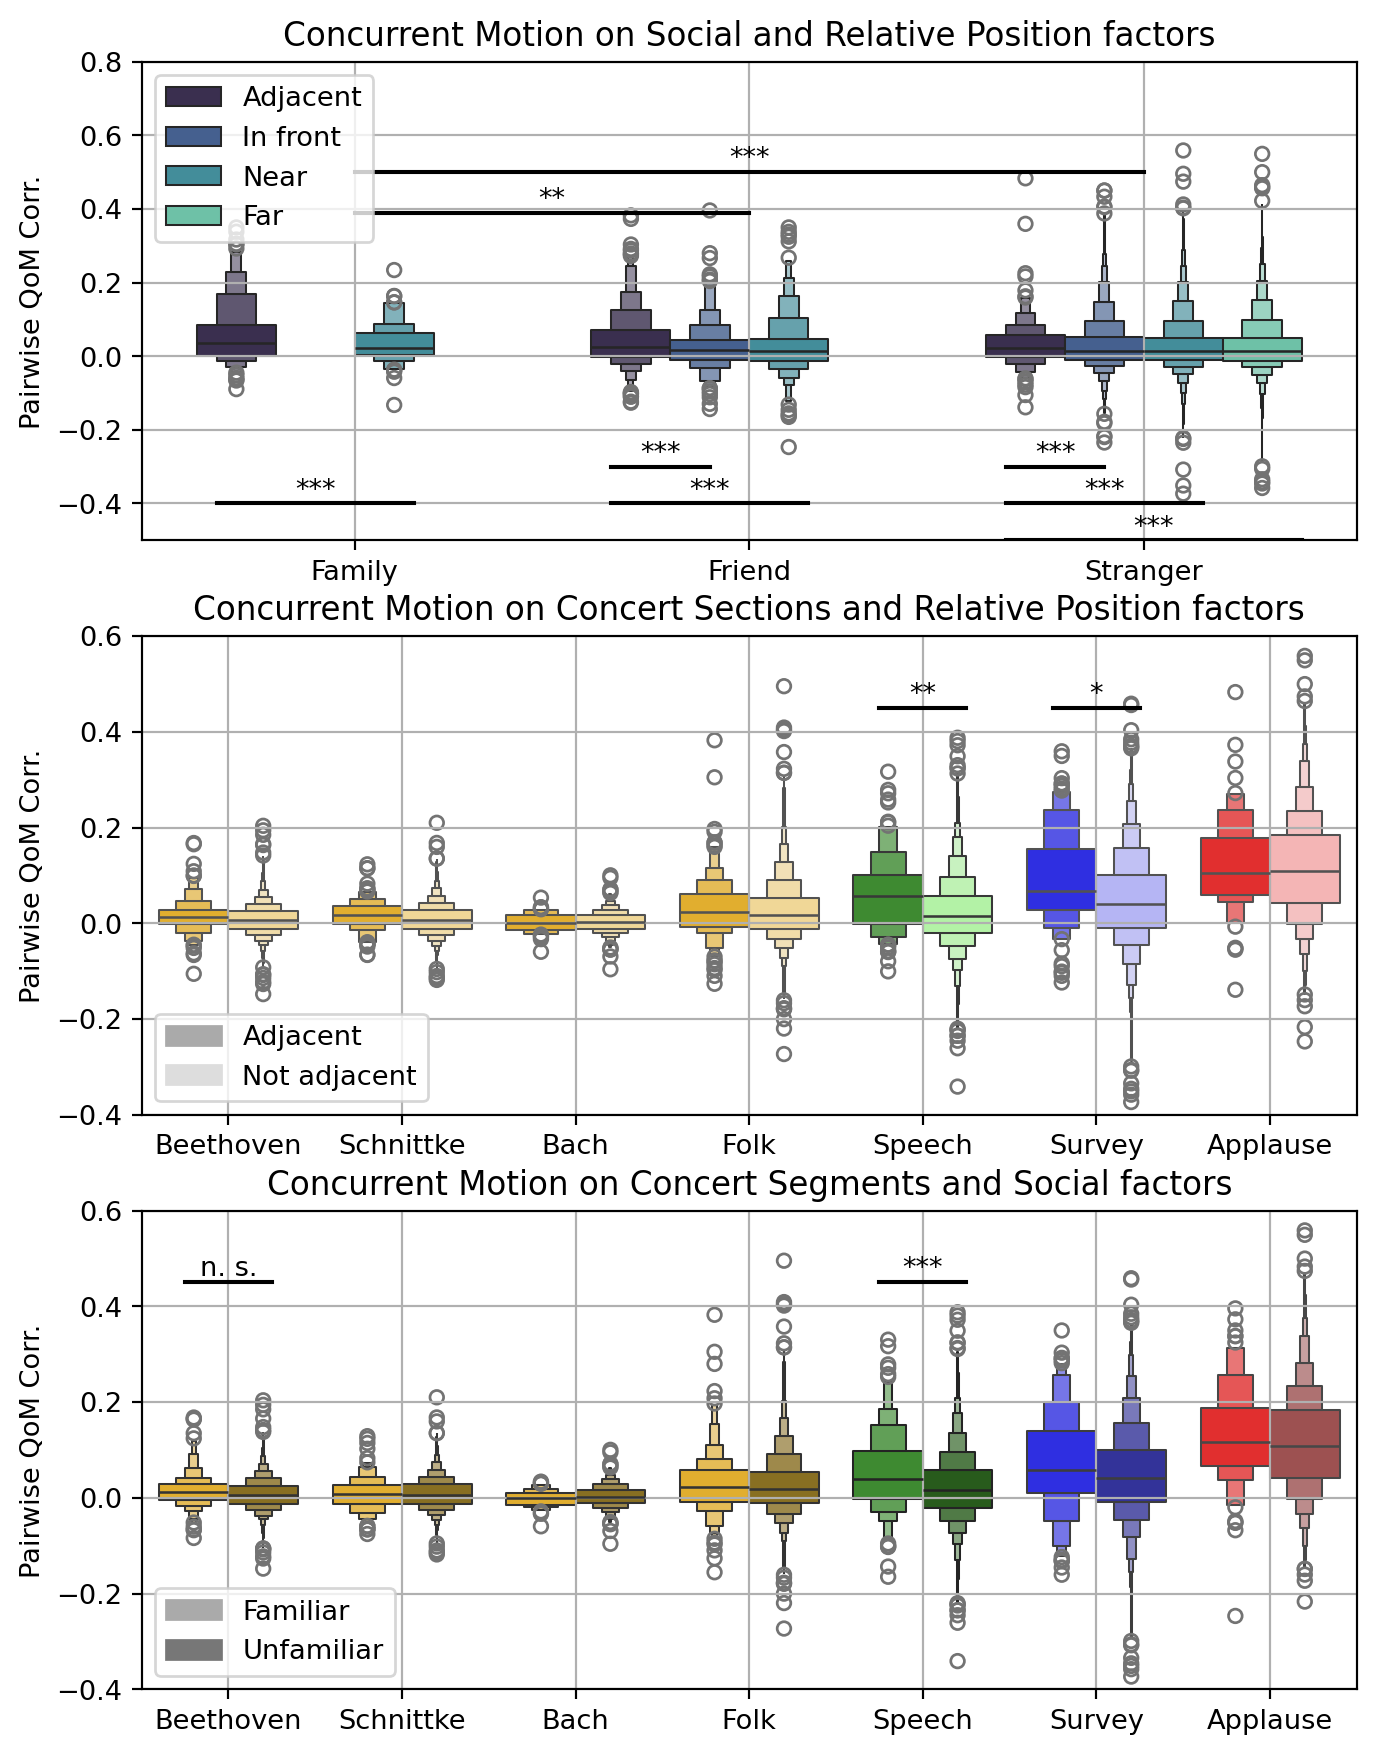 Concurrent Motion on Social and Relative Position factors
0.8
0.6
0.4
0.2
0.0
−0.2
−0.4
Pairwise QoM Corr.
Adjacent
In front
Near
Far
***
**
***
***
***
***
***
***
Family Friend Stranger
Concurrent Motion on Concert Sections and Relative Position factors
0.6
0.4
0.2
0.0
−0.2
−0.4
Pairwise QoM Corr.
** *
Adjacent
Not adjacent
Beethoven Schnittke Bach Folk Speech Survey Applause
Concurrent Motion on Concert Segments and Social factors
0.6
0.4
0.2
0.0
−0.2
−0.4
Pairwise QoM Corr.
n. s. ***
Familiar
Unfamiliar
Beethoven Schnittke Bach Folk Speech Survey Applause